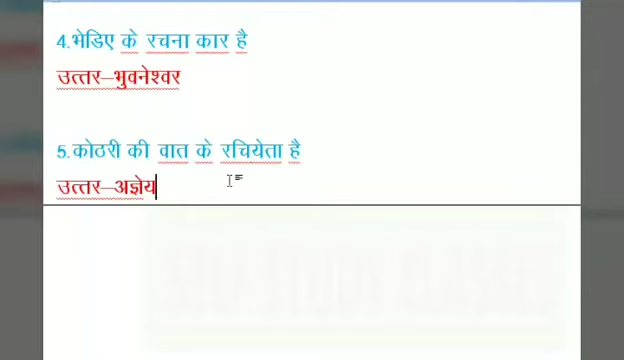 4.भेडिए के रचना कार है
उत्तर–भुवनेश्वर
5.कोठरी की वात के रचियेता है
उत्तर–अज्ञेय